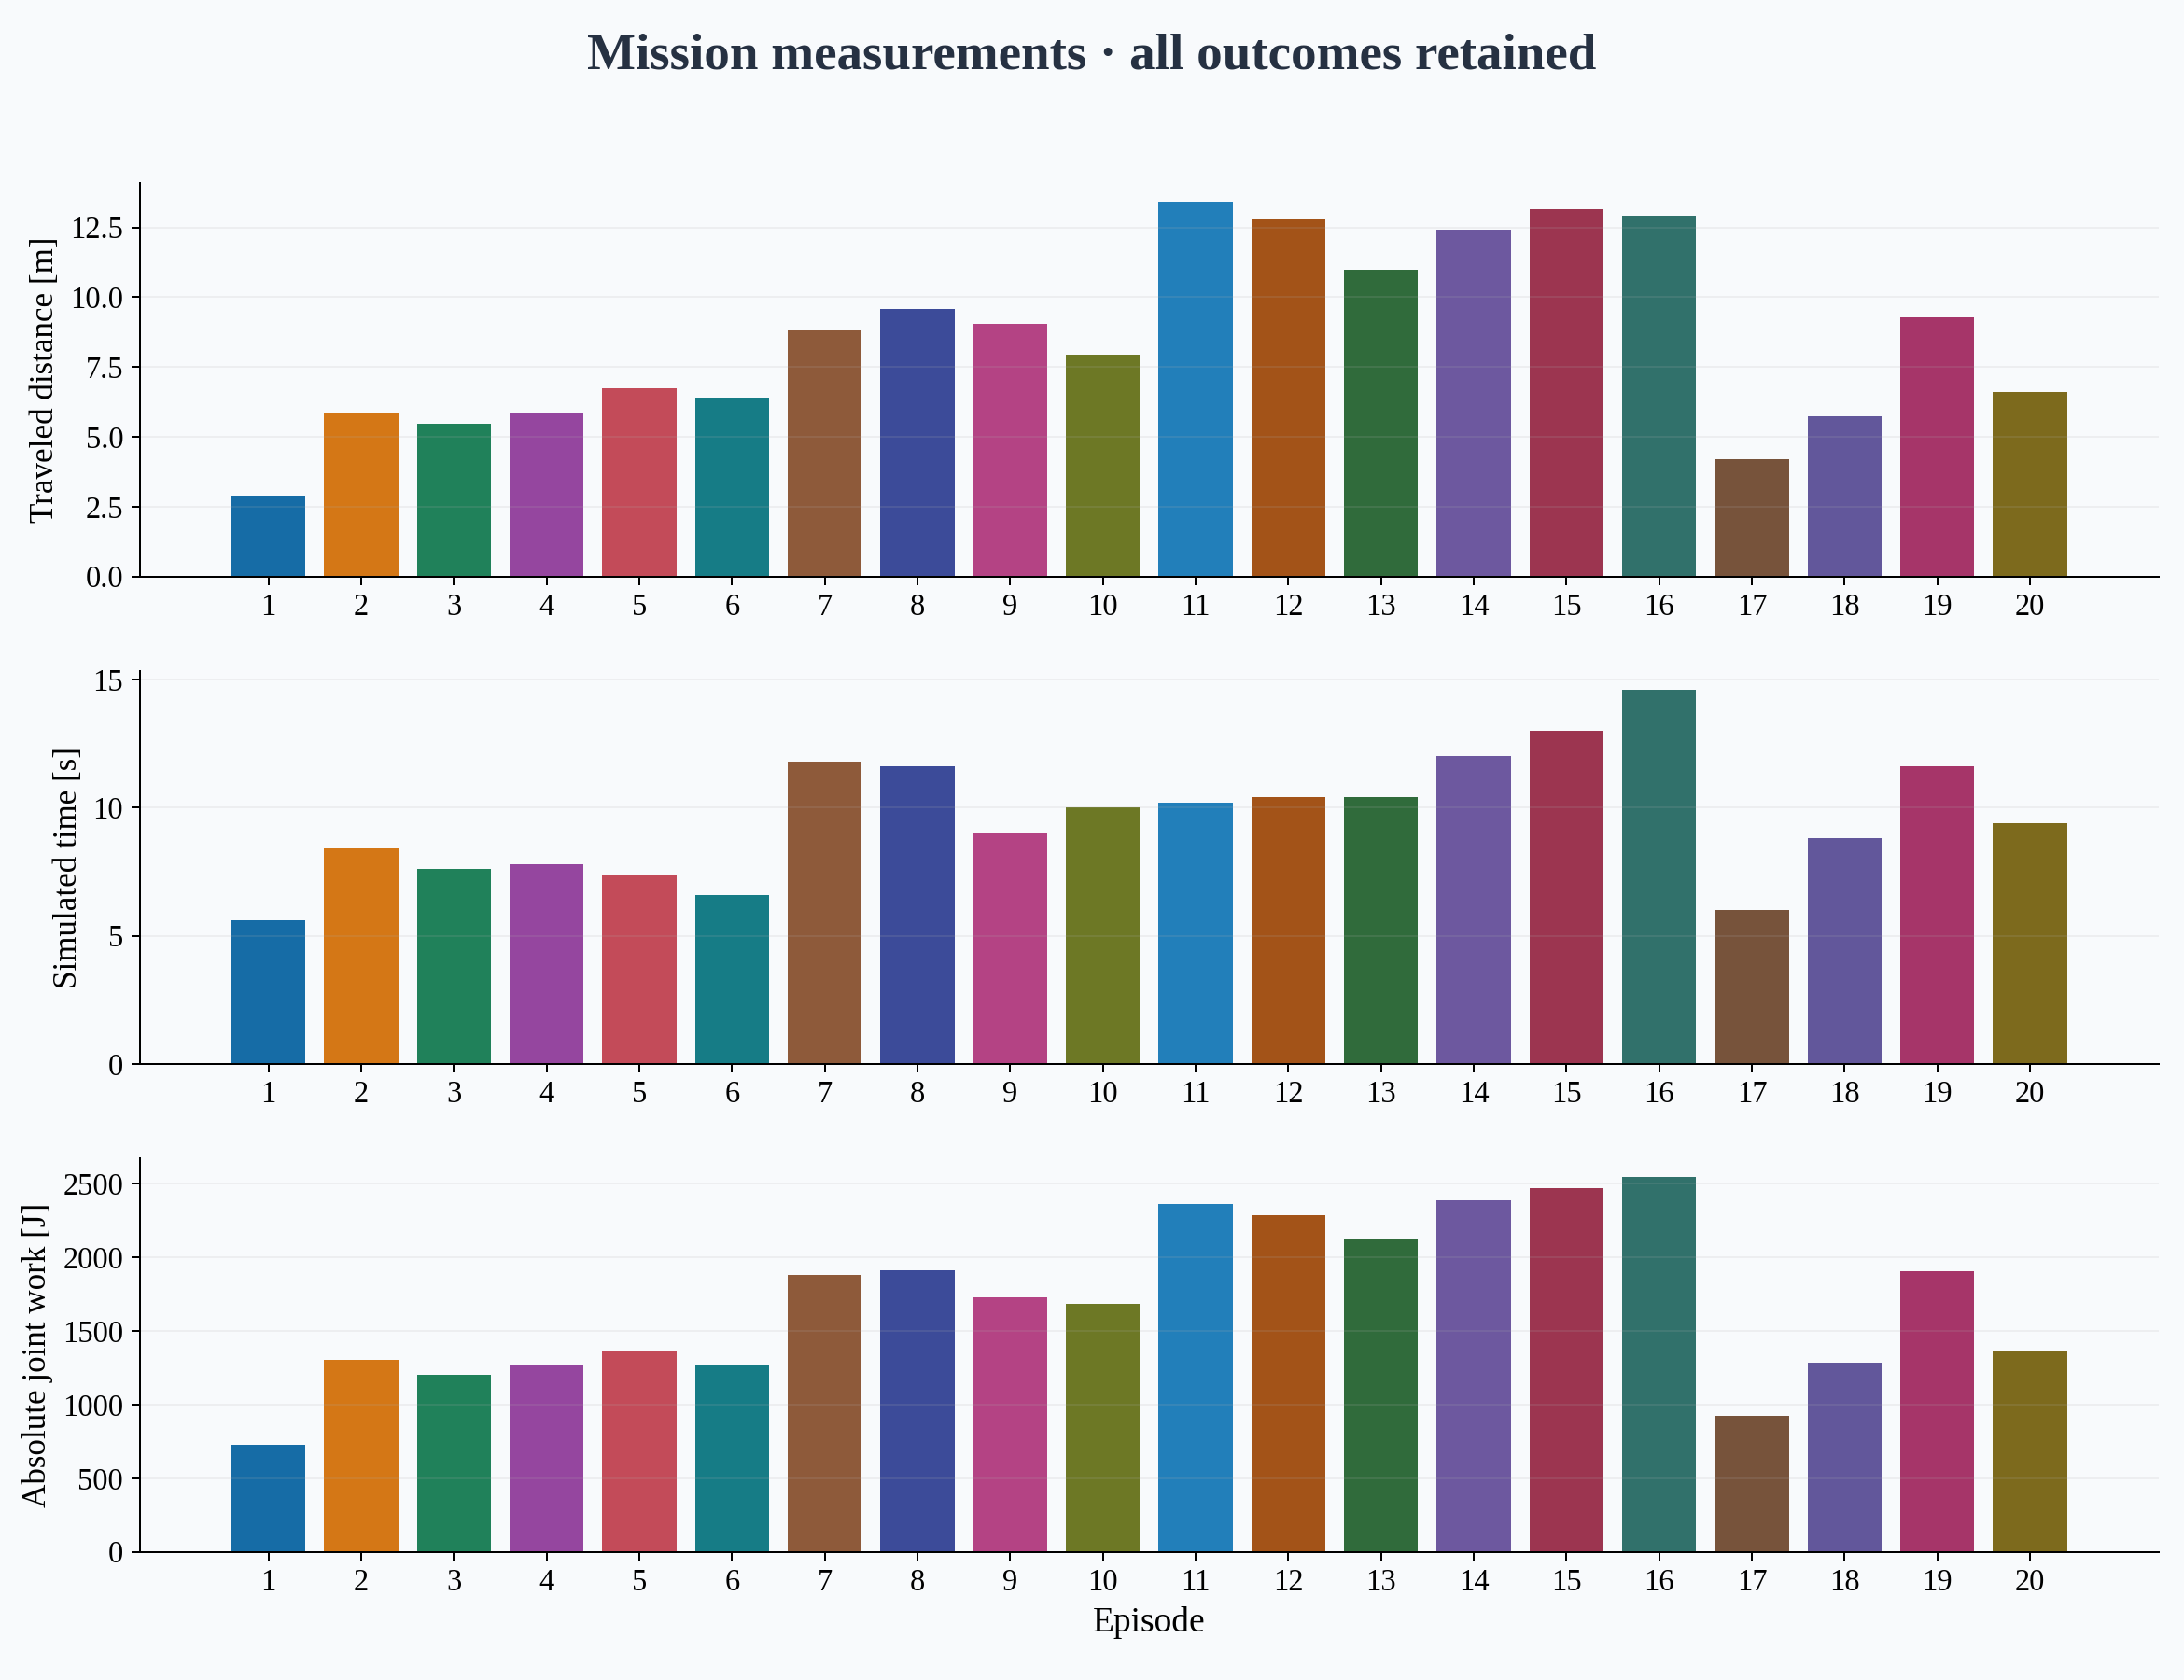 Mission measurements · all outcomes retained
Traveled distance [m]
12.5
10.0
7.5
5.0
2.5
0.0
1 2 3 4 5 6 7 8 9 10 11 12 13 14 15 16 17 18 19 20
Simulated time [s]
15
10
5
0
1 2 3 4 5 6 7 8 9 10 11 12 13 14 15 16 17 18 19 20
Absolute joint work [J]
2500
2000
1500
1000
500
0
1 2 3 4 5 6 7 8 9 10 11 12 13 14 15 16 17 18 19 20
Episode